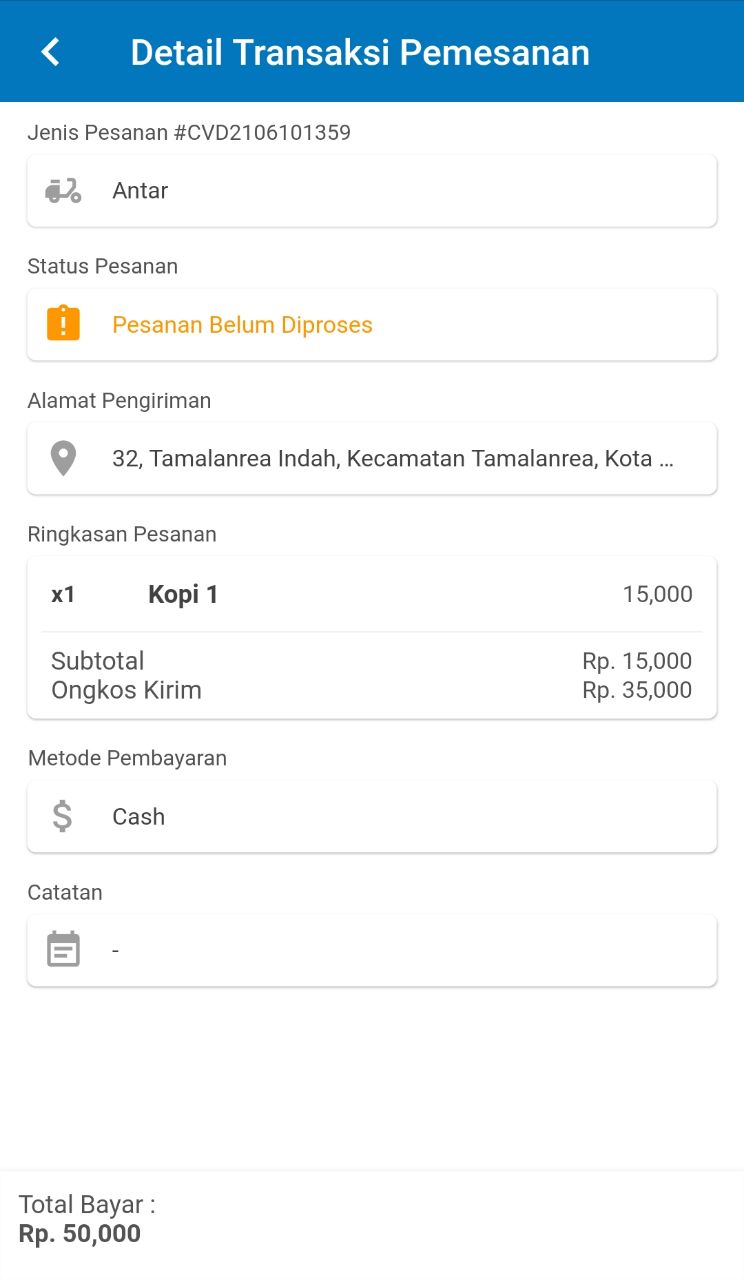 Detail Transaksi Pemesanan
Jenis Pesanan #CVD2106101359
Antar
Status Pesanan
Pesanan Belum Diproses
Alamat Pengiriman
32, Tamalanrea Indah, Kecamatan Tamalanrea, Kota ...
Ringkasan Pesanan
x1 Kopi 1 15,000
Subtotal Rp. 15,000
Ongkos Kirim Rp. 35,000
Metode Pembayaran
$ Cash
Catatan
-
Total Bayar :
Rp. 50,000